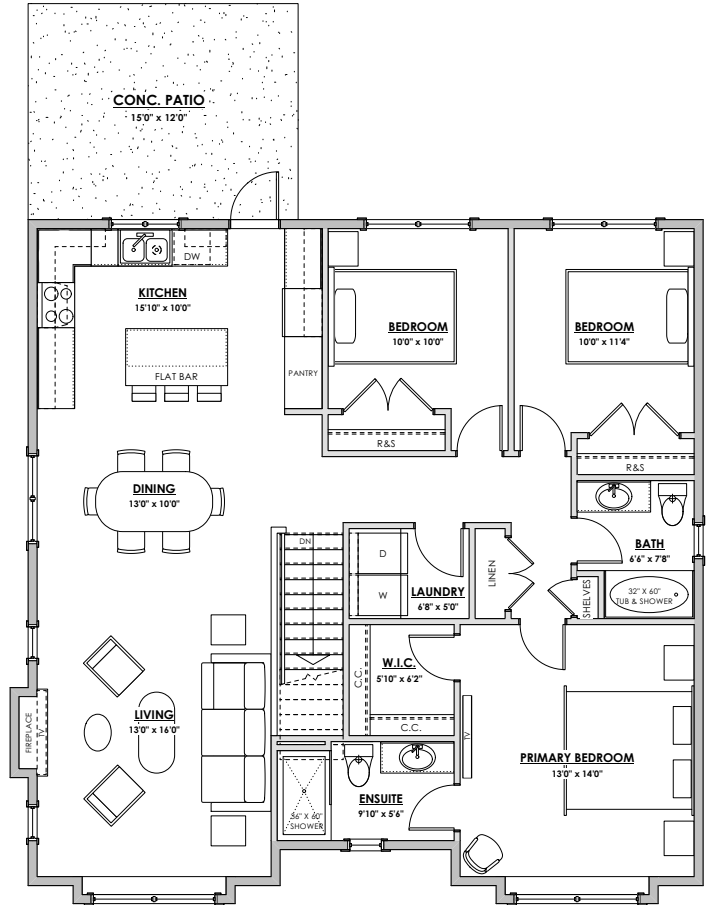 CONC. PATIO
15'0" x 12'0"
DW
KITCHEN
15'10" x 10'0"
FLAT BAR
PANTRY
BEDROOM
10'0" x 10'0"
R&S
BEDROOM
10'0" x 11'4"
R&S
DINING
13'0" x 10'0"
DN
D
W
LAUNDRY
6'8" x 5'0"
LINEN
BATH
6'6" x 7'8"
32" X 60"
TUB & SHOWER
SHELVES
W.I.C.
5'10" x 6'2"
C.C.
C.C.
LIVING
13'0" x 16'0"
FIREPLACE
TV
TV
PRIMARY BEDROOM
13'0" x 14'0"
ENSUITE
9'10" x 5'6"
36" X 60"
SHOWER